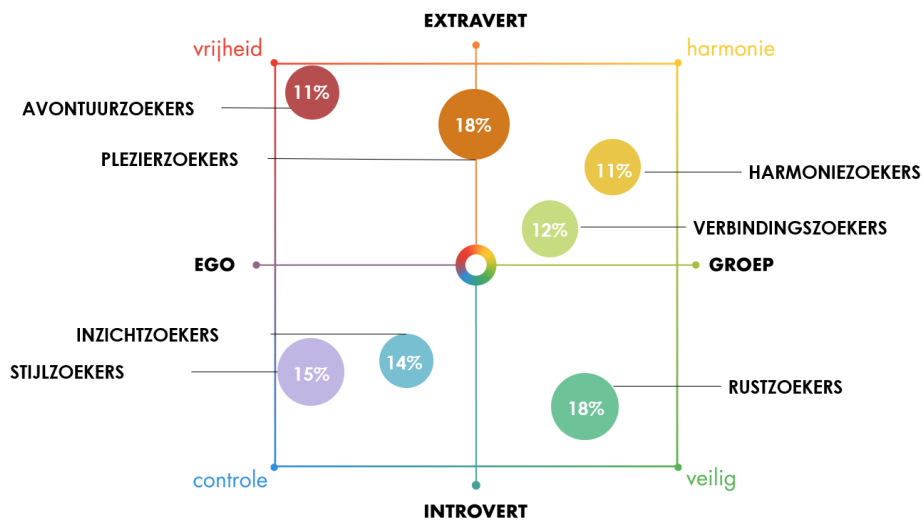 EXTRAVERT
vrijheid
harmonie
11%
AVONTUURZOEKERS
18%
PLEZIERZOEKERS
11%
HARMONIEZOEKERS
12%
VERBINDINGSZOEKERS
EGO
GROEP
INZICHTZOEKERS
14%
STIJLZOEKERS
15%
RUSTZOEKERS
18%
controle
veilig
INTROVERT